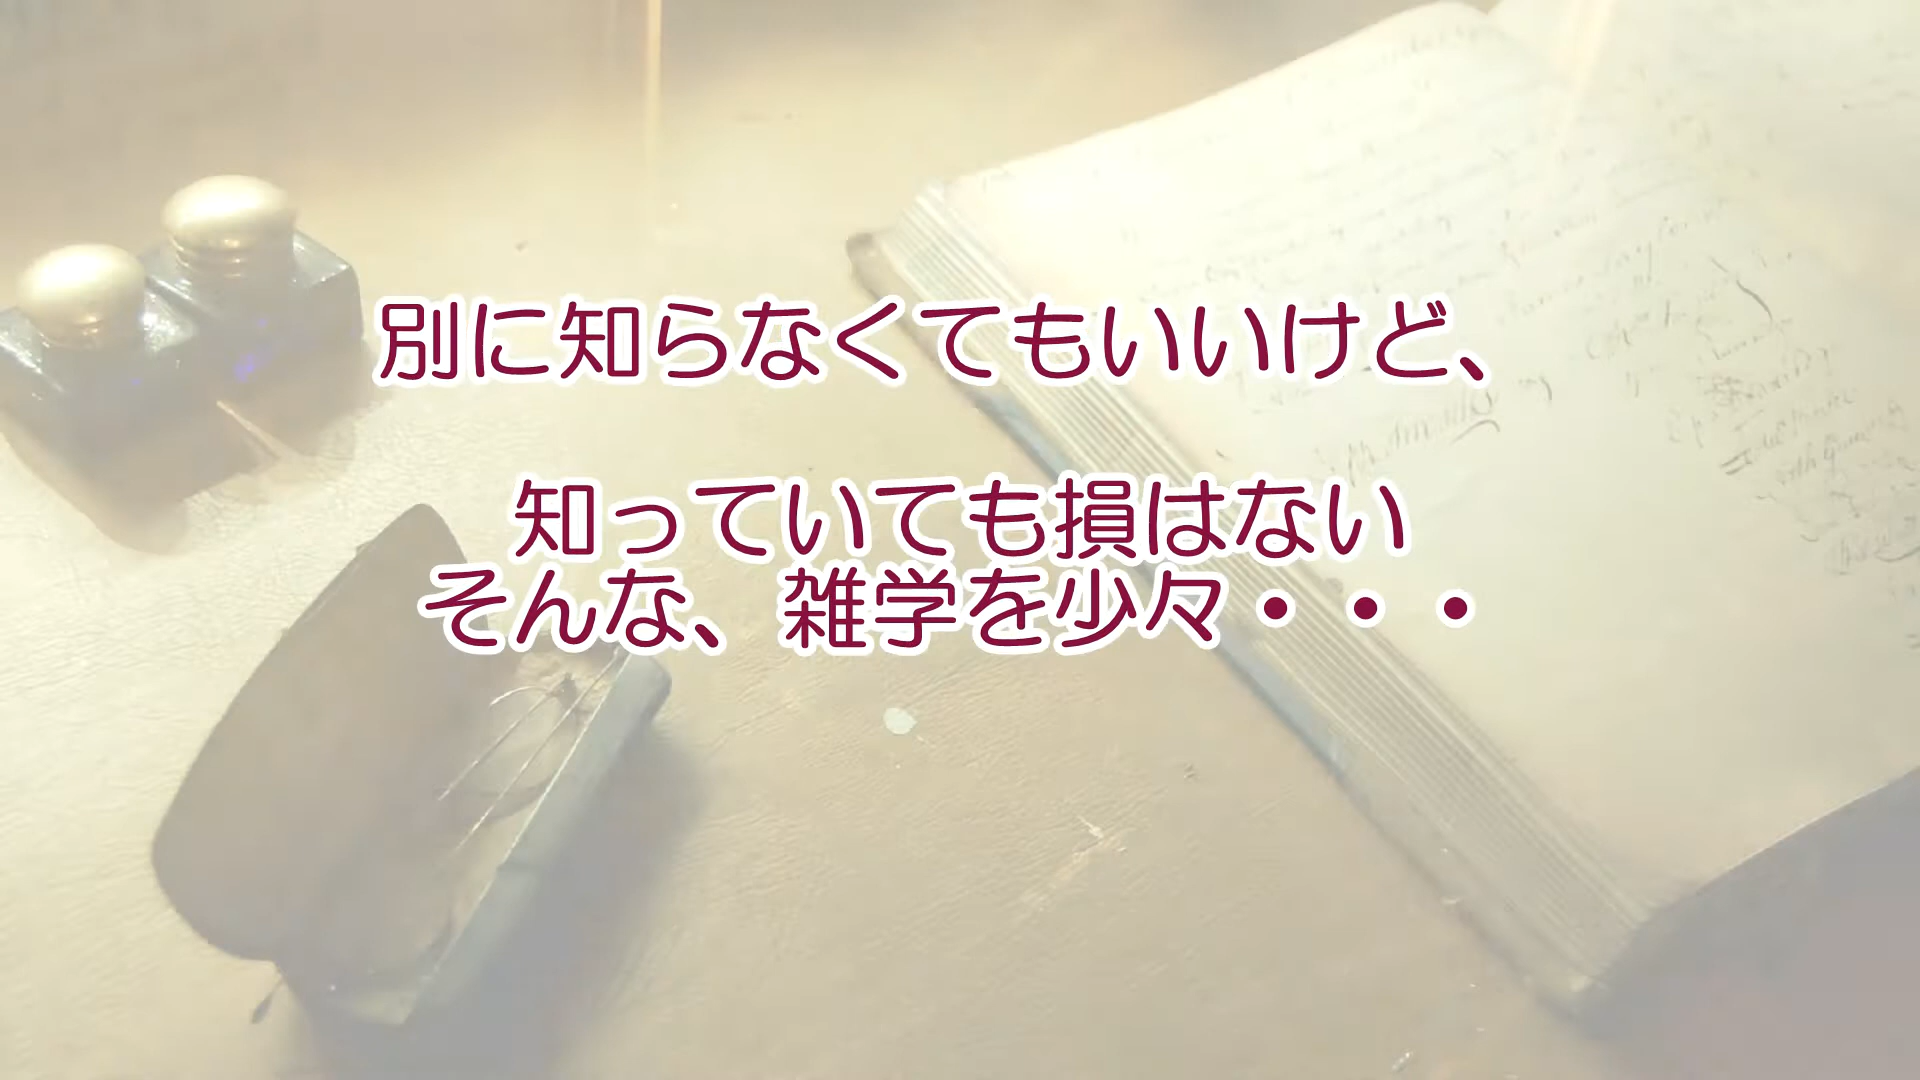 別に知らなくてもいいけど、
知っていても損はない
そんな、雑学を少々・・・